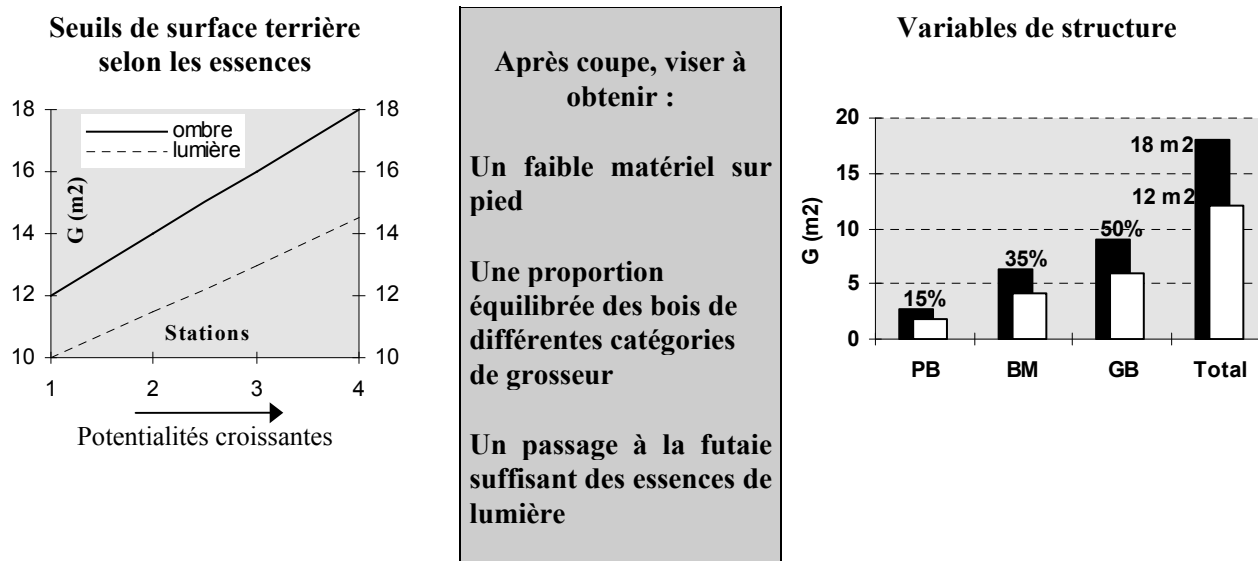 Seuils de surface terrière
selon les essences
18
16
14
12
10
G (m2)
ombre
lumière
18
16
14
12
10
Stations
1
2
3
4
Potentialités croissantes
Après coupe, viser à
obtenir :
Un faible matériel sur
pied
Une proportion
équilibrée des bois de
différentes catégories
de grosseur
Un passage à la futaie
suffisant des essences de
lumière
Variables de structure
20
15
10
5
0
G (m2)
15%
35%
50%
18 m2
12 m2
PB
BM
GB
Total